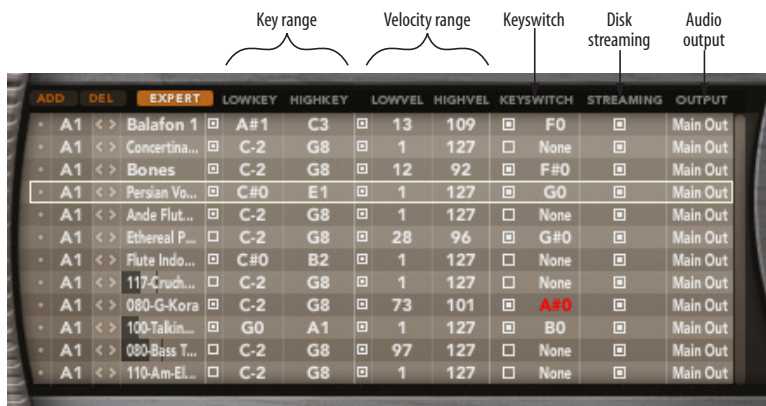 Key range Velocity range Keyswitch Disk streaming Audio output
ADD DEL EXPERT LOWKEY HIGHKEY LOWVEL HIGHVEL KEYSWITCH STREAMING OUTPUT
A1 < > Balafon 1 A#1 C3 13 109 F0 Main Out
A1 < > Concertina... C-2 G8 1 127 None Main Out
A1 < > Bones C-2 G8 12 92 F#0 Main Out
A1 < > Persian Vo... C#0 E1 1 127 G0 Main Out
A1 < > Ande Flut... C-2 G8 1 127 None Main Out
A1 < > Ethereal P... C-2 G8 28 96 G#0 Main Out
A1 < > Flute Indo... C#0 B2 1 127 None Main Out
A1 < > 117-Cruch... C-2 G8 1 127 None Main Out
A1 < > 080-G-Kora C-2 G8 73 101 A#0 Main Out
A1 < > 100-Talkin... G0 A1 1 127 B0 Main Out
A1 < > 080-Bass T... C-2 G8 97 127 None Main Out
A1 < > 110-Am-El... C-2 G8 1 127 None Main Out